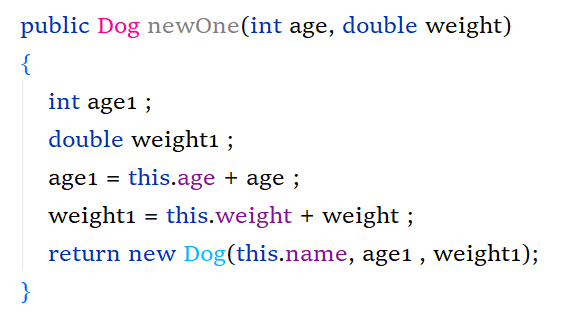 public Dog newOne(int age, double weight)
{
int age1 ;
double weight1 ;
age1 = this.age + age ;
weight1 = this.weight + weight ;
return new Dog(this.name, age1 , weight1);
}